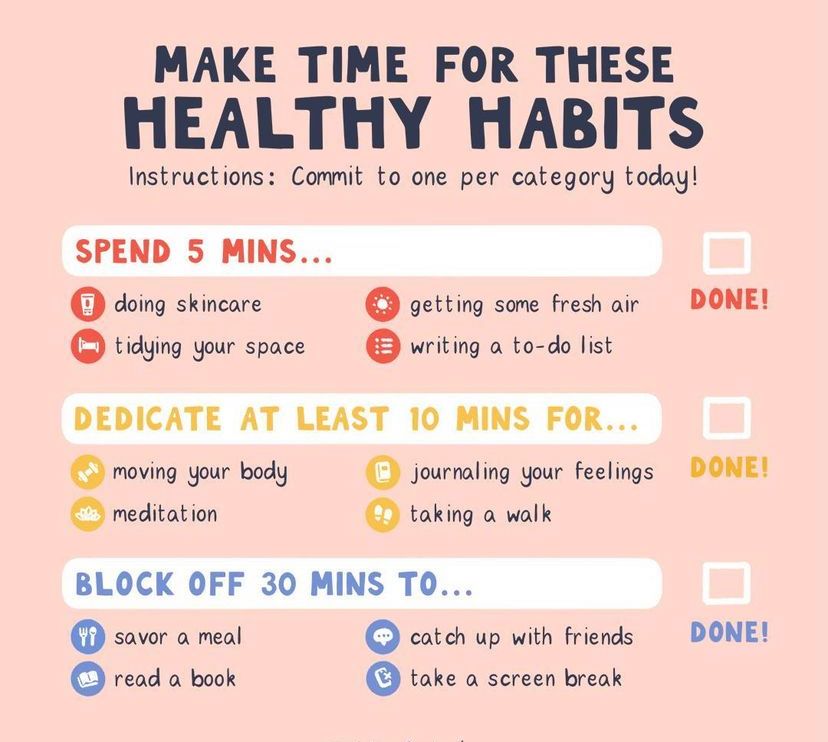 MAKE TIME FOR THESE
HEALTHY HABITS
Instructions: Commit to one per category today!
SPEND 5 MINS...
DONE!
doing skincare
getting some fresh air
tidying your space
writing a to-do list
DEDICATE AT LEAST 10 MINS FOR...
DONE!
moving your body
journaling your feelings
meditation
taking a walk
BLOCK OFF 30 MINS TO...
DONE!
savor a meal
catch up with friends
read a book
take a screen break